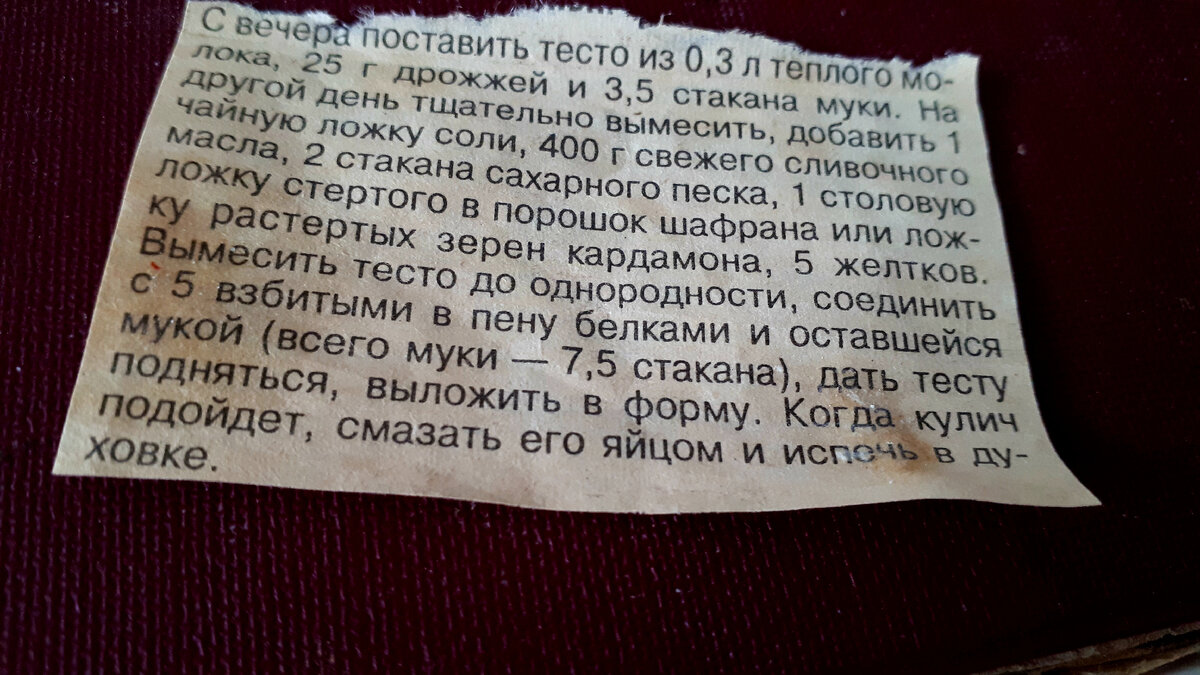 С вечера поставить тесто из 0,3 л теплого мо-
лока, 25 г дрожжей и 3,5 стакана муки. На
другой день тщательно вымесить, добавить 1
чайную ложку соли, 400 г свежего сливочного
масла, 2 стакана сахарного песка, 1 столовую
ложку стертого в порошок шафрана или лож-
ку растертых зерен кардамона, 5 желтков.
Вымесить тесто до однородности, соединить
с 5 взбитыми в пену белками и оставшейся
мукой (всего муки — 7,5 стакана), дать тесту
подняться, выложить в форму. Когда кулич
подойдет, смазать его яйцом и испечь в ду-
ховке.